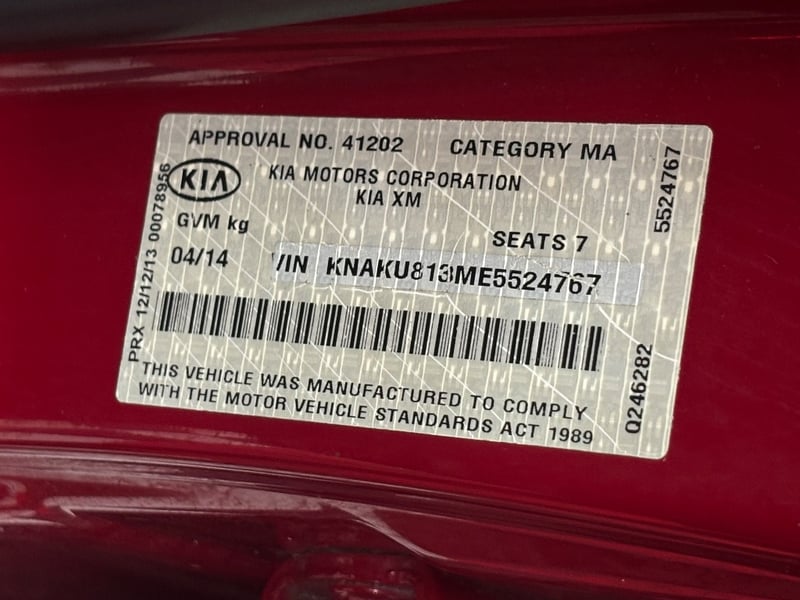 APPROVAL NO. 41202 CATEGORY MA
KIA
KIA MOTORS CORPORATION
KIA XM
GVM kg
SEATS 7
04/14
VIN KNAKU813ME5524767
THIS VEHICLE WAS MANUFACTURED TO COMPLY
WITH THE MOTOR VEHICLE STANDARDS ACT 1989
PRX 12/12/13 00078956
5524767
Q246282